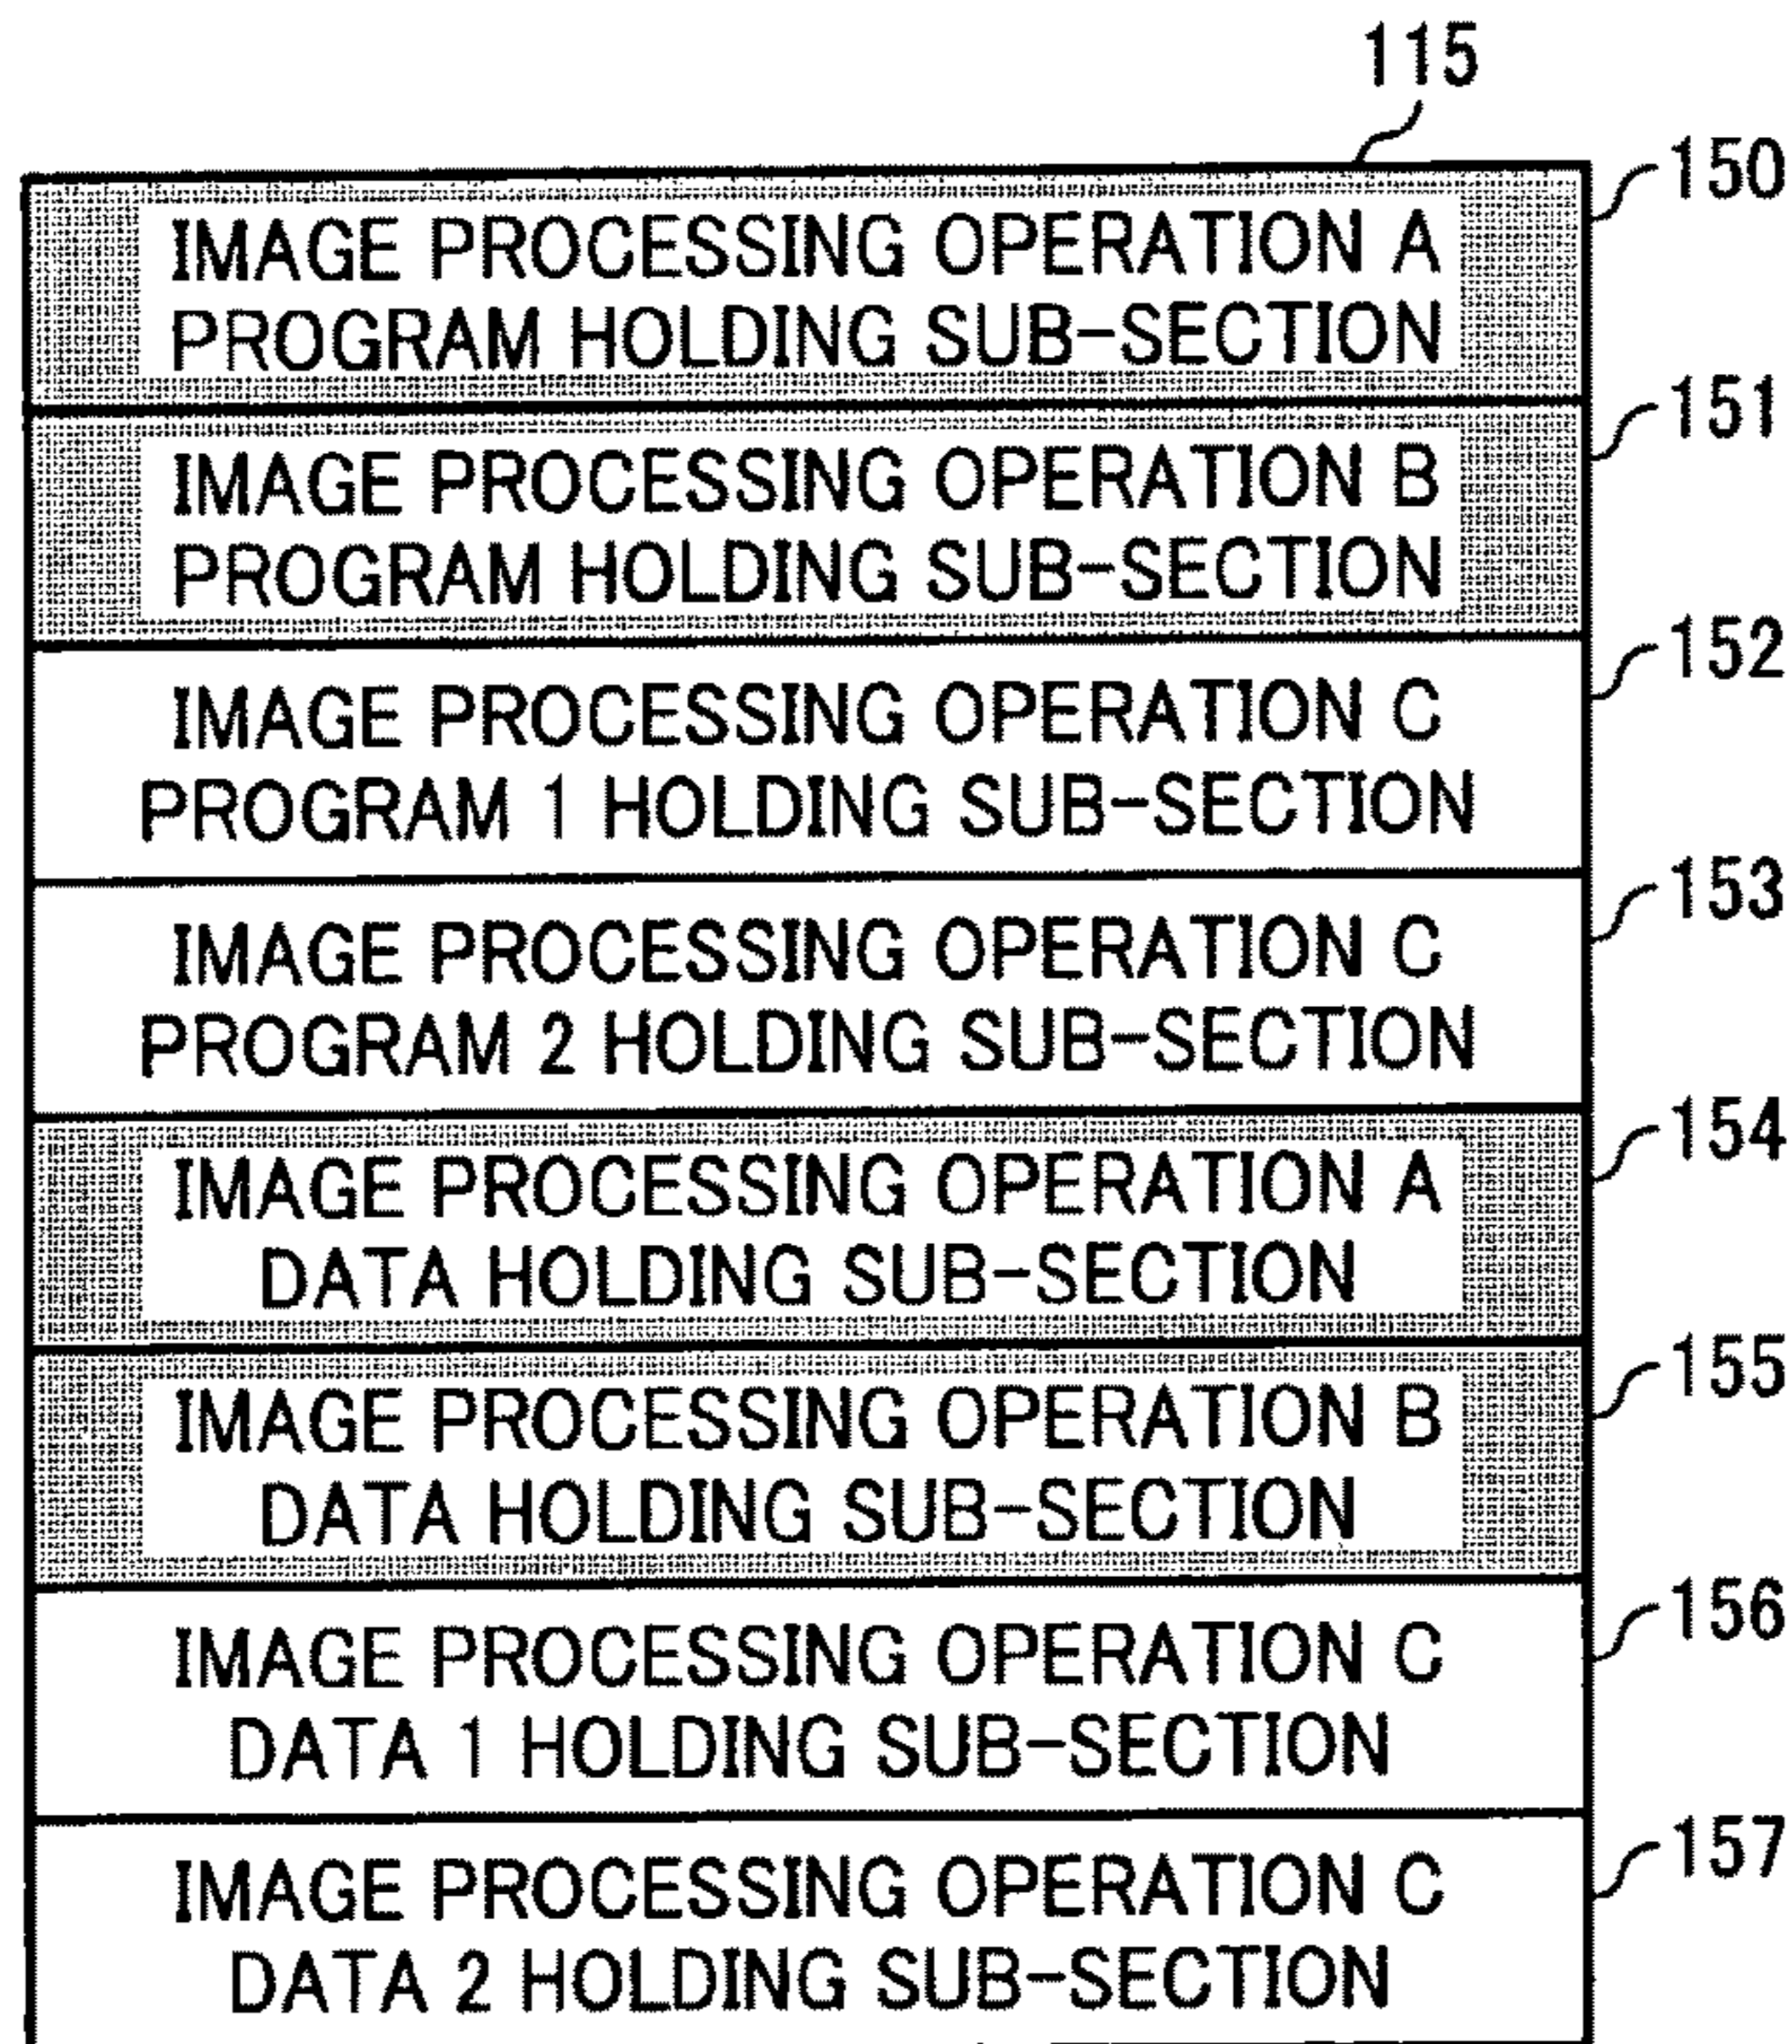 115
150
IMAGE PROCESSING OPERATION A
PROGRAM HOLDING SUB-SECTION
151
IMAGE PROCESSING OPERATION B
PROGRAM HOLDING SUB-SECTION
152
IMAGE PROCESSING OPERATION C
PROGRAM 1 HOLDING SUB-SECTION
153
IMAGE PROCESSING OPERATION C
PROGRAM 2 HOLDING SUB-SECTION
154
IMAGE PROCESSING OPERATION A
DATA HOLDING SUB-SECTION
155
IMAGE PROCESSING OPERATION B
DATA HOLDING SUB-SECTION
156
IMAGE PROCESSING OPERATION C
DATA 1 HOLDING SUB-SECTION
157
IMAGE PROCESSING OPERATION C
DATA 2 HOLDING SUB-SECTION